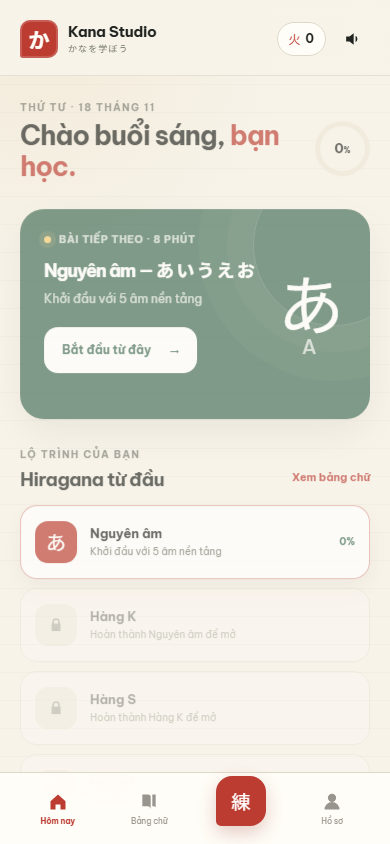 か
Kana Studio
かなを学ぼう
火 0
THỨ TƯ · 18 THÁNG 11
Chào buổi sáng, bạn
học.
0%
BÀI TIẾP THEO · 8 PHÚT
Nguyên âm — あいうえお
Khởi đầu với 5 âm nền tảng
Bắt đầu từ đây →
あ
A
LỘ TRÌNH CỦA BẠN
Hiragana từ đầu
Xem bảng chữ
あ
Nguyên âm
Khởi đầu với 5 âm nền tảng
0%
Hàng K
Hoàn thành Nguyên âm để mở
Hàng S
Hoàn thành Hàng K để mở
Hôm nay
Bảng chữ
練
Hồ sơ